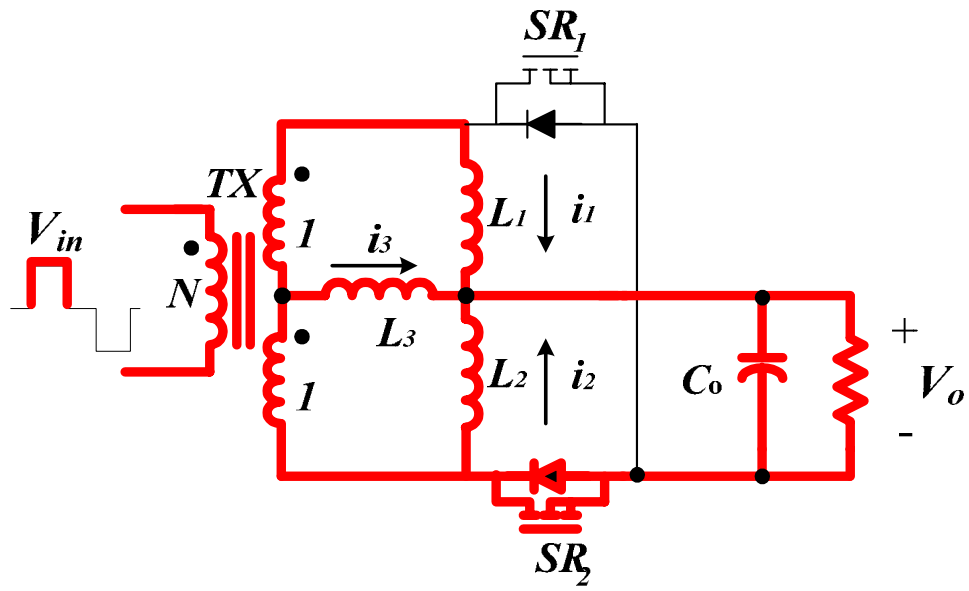 SR1
TX
Vin
N
1
i3
L1
i1
L3
1
L2
i2
Co
+
Vo
-
SR2